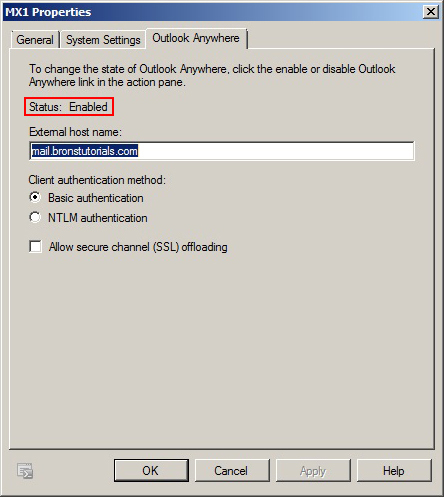 MX1 Properties
General
System Settings
Outlook Anywhere
To change the state of Outlook Anywhere, click the enable or disable Outlook
Anywhere link in the action pane.
Status: Enabled
External host name:
mail.bronstutorials.com
Client authentication method:
Basic authentication
NTLM authentication
Allow secure channel (SSL) offloading
OK
Cancel
Apply
Help